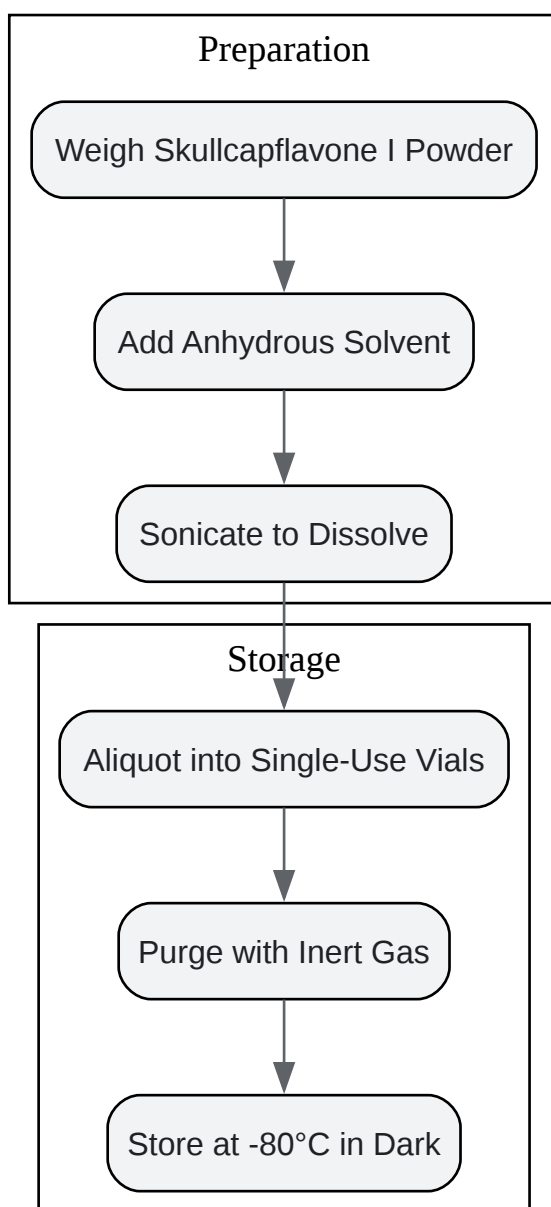 Preparation
Weigh Skullcapflavone I Powder
Add Anhydrous Solvent
Sonicate to Dissolve
Storage
Aliquot into Single-Use Vials
Purge with Inert Gas
Store at -80°C in Dark